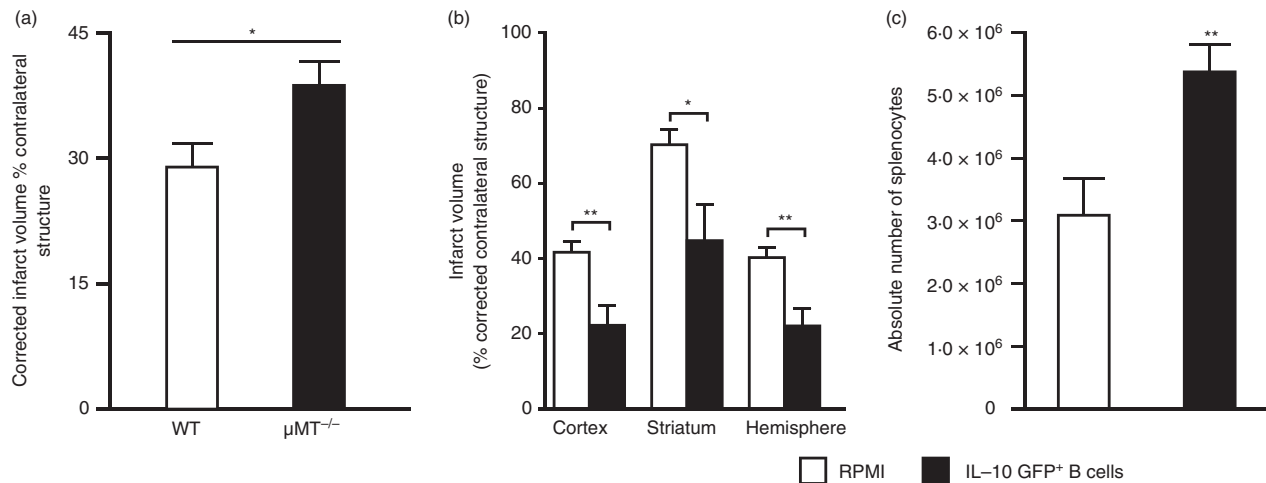 (a)
Corrected infarct volume % contralateral
structure
45
30
15
0
*
WT
µMT–/–
(b)
Infarct volume
(% corrected contralateral structure)
100
80
60
40
20
0
**
*
**
Cortex
Striatum
Hemisphere
(c)
Absolute number of splenocytes
6·0 × 10⁶
5·0 × 10⁶
4·0 × 10⁶
3·0 × 10⁶
2·0 × 10⁶
1·0 × 10⁶
0
**
RPMI
IL–10 GFP⁺ B cells